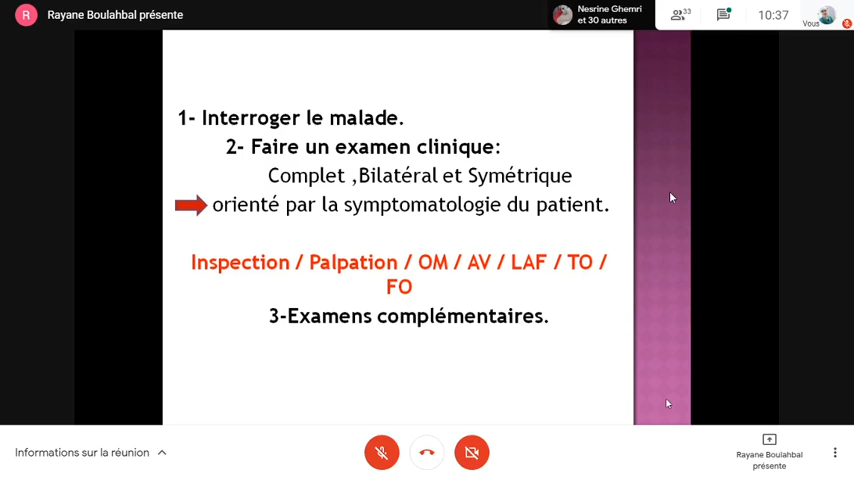 R
Rayane Boulahbal présente
Nesrine Ghemri
et 30 autres
33
10:37
Vous
1- Interroger le malade.
2- Faire un examen clinique:
Complet ,Bilatéral et Symétrique
orienté par la symptomatologie du patient.
Inspection / Palpation / OM / AV / LAF / TO /
FO
3-Examens complémentaires.
Informations sur la réunion
Rayane Boulahbal
présente